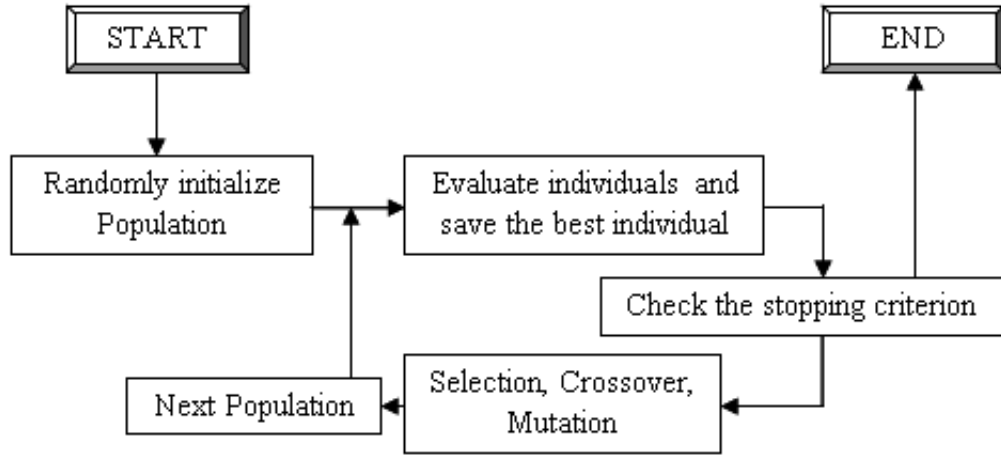 START
END
Randomly initialize
Population
Evaluate individuals and
save the best individual
Check the stopping criterion
Selection, Crossover,
Mutation
Next Population